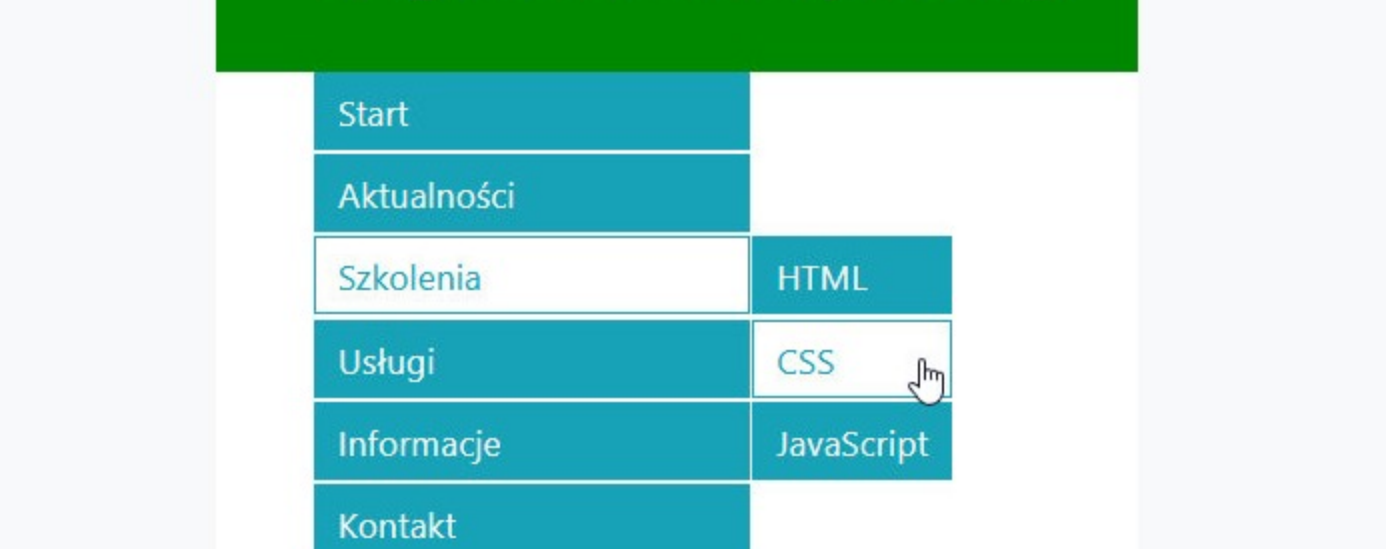 Start
Aktualności
Szkolenia
HTML
Usługi
CSS
Informacje
JavaScript
Kontakt